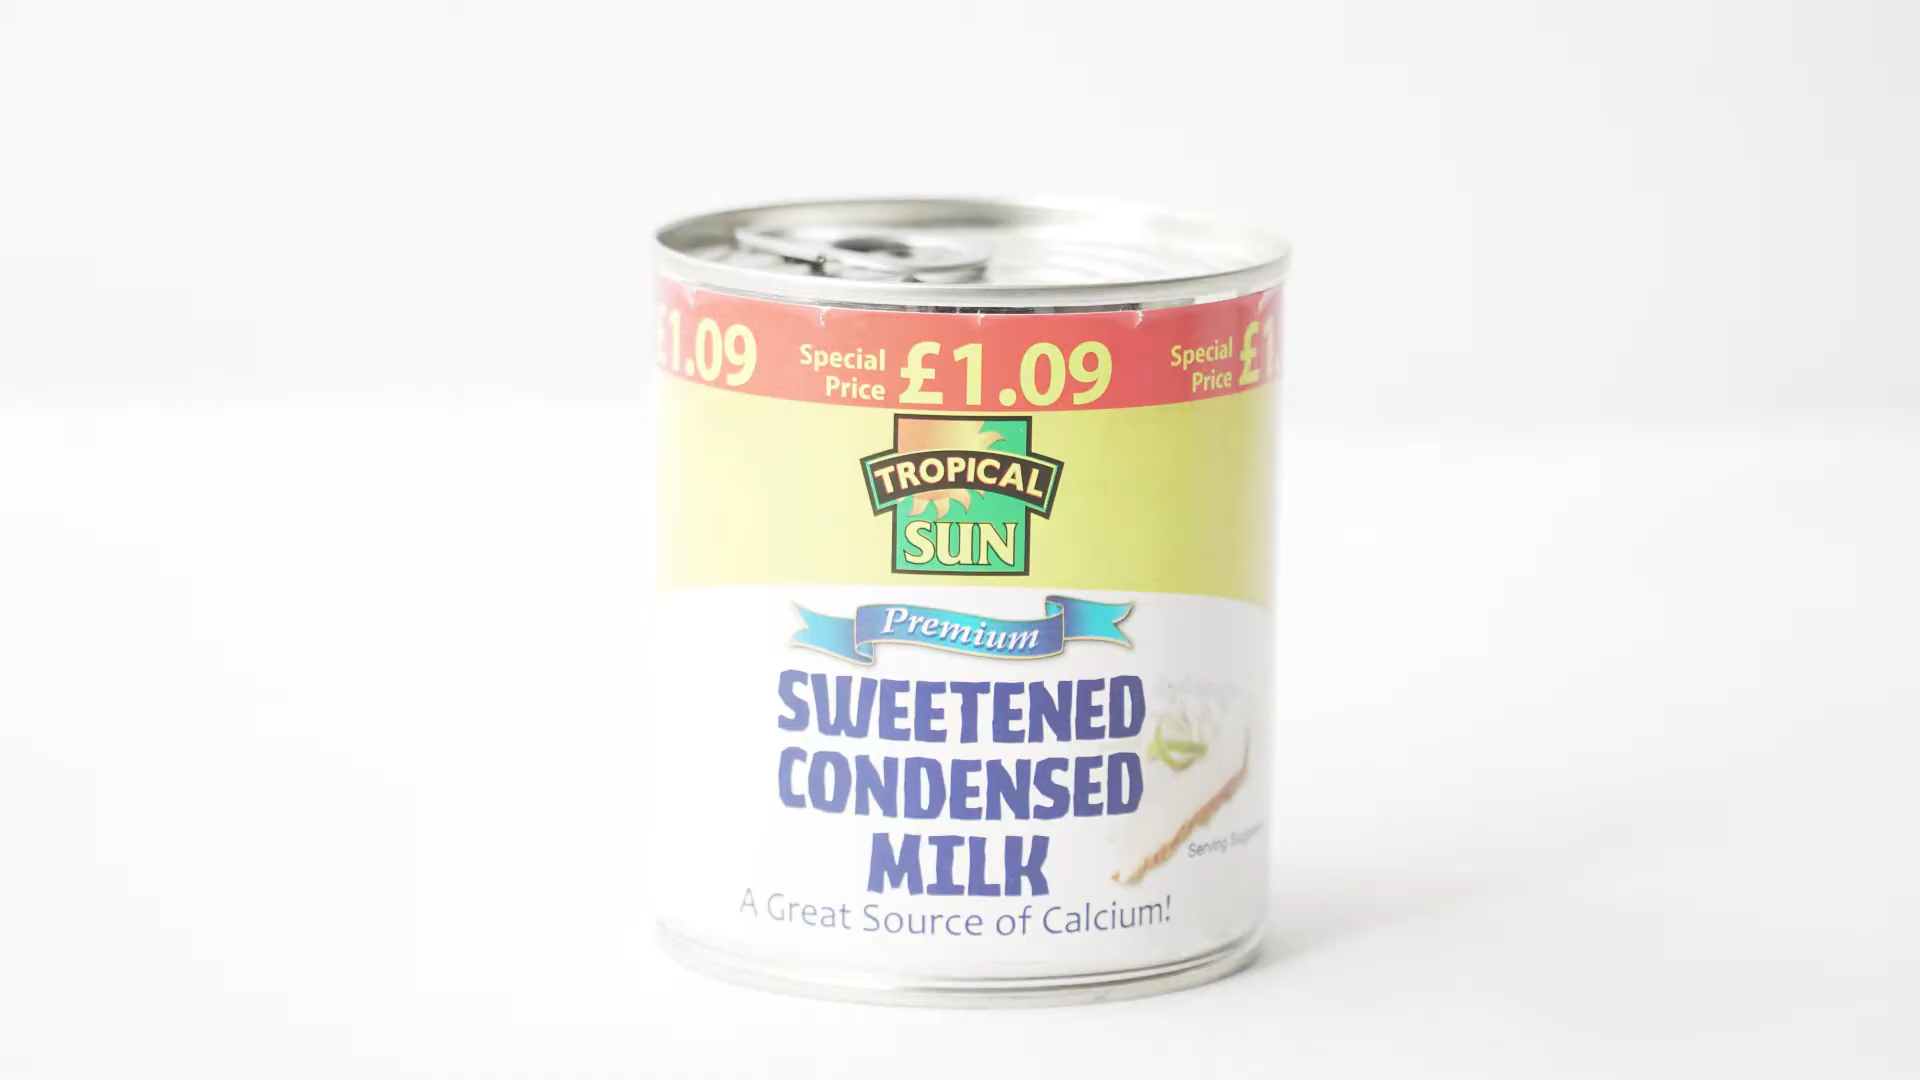 £1.09 Special Price £1.09 Special Price £1.
TROPICAL
SUN
Premium
SWEETENED
CONDENSED
MILK
Serving
A Great Source of Calcium!